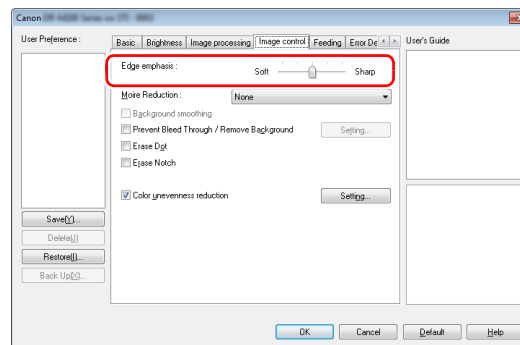 Canon
User Preference :
Basic Brightness Image processing Image control Feeding Error De
User's Guide
Edge emphasis :
Soft Sharp
Moire Reduction :
None
Background smoothing
Prevent Bleed Through / Remove Background
Setting...
Erase Dot
Erase Notch
Color unevenness reduction
Setting...
Save(Y)...
Delete(J)
Restore(I)...
Back Up(X)...
OK Cancel Default Help